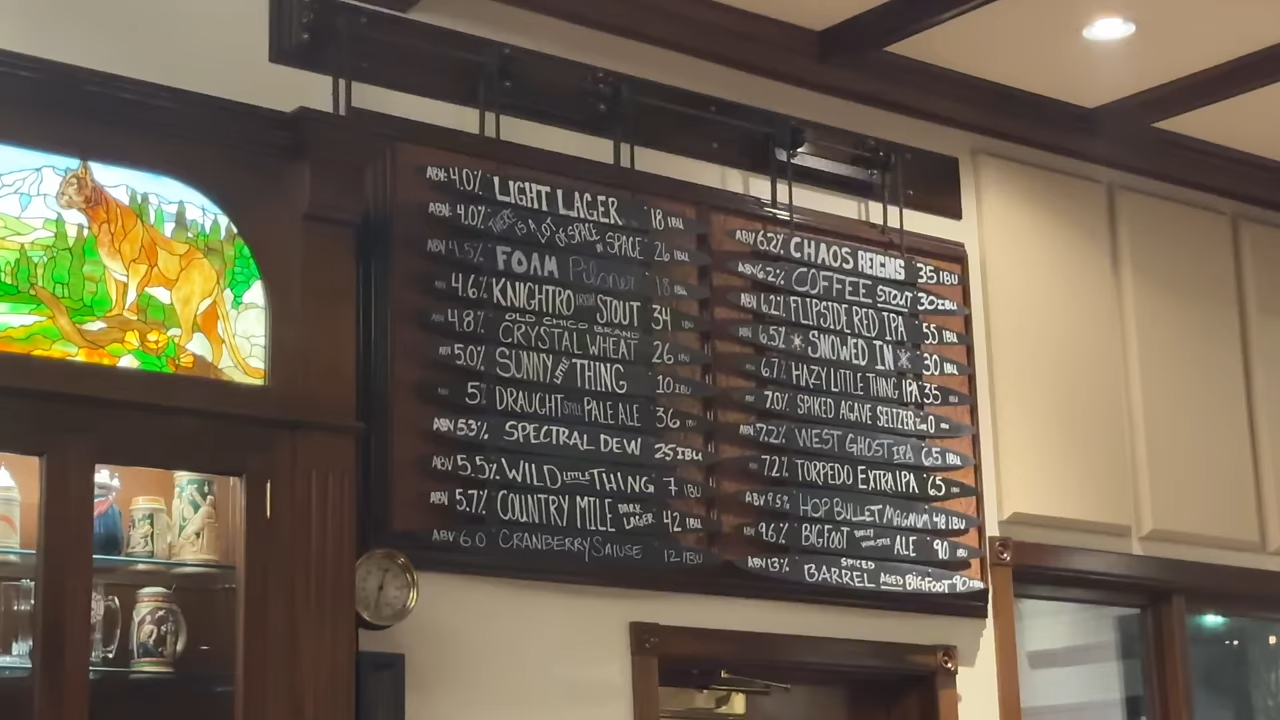 ABV: 4.0% LIGHT LAGER 18 IBU
ABV: 4.0% THERE IS A LOT OF SPACE IN SPACE 26 IBU
ABV 4.5% FOAM Pilsner 18 IBU
4.6% KNIGHTRO IRISH STOUT 34 IBU
4.8% OLD CHICO BRAND CRYSTAL WHEAT 26 IBU
ABV 5.0% SUNNY LITTLE THING 10 IBU
5% DRAUGHT STYLE PALE ALE 36
ABV 5.3% SPECTRAL DEW 25 IBU
ABV 5.5% WILD LITTLE THING 7 IBU
ABV 5.7% COUNTRY MILE DARK LAGER 42 IBU
ABV 6.0 CRANBERRY SAIUSE 12 IBU
ABV 6.2% CHAOS REIGNS 35 IBU
ABV 6.2% COFFEE STOUT 30 IBU
ABV 6.2% FLIPSIDE RED IPA 55 IBU
ABV 6.5% SNOWED IN 30 IBU
6.7% HAZY LITTLE THING IPA 35 IBU
7.0% SPIKED AGAVE SELTZER 0 IBU
ABV 7.2% WEST GHOST IPA 65 IBU
7.2% TORPEDO EXTRA IPA 65 IBU
ABV 9.5% HOP BULLET MAGNUM 48 IBU
ABV 9.6% BIGFOOT BARLEY WINE-STYLE ALE 90 IBU
ABV 13% SPICED BARREL AGED BIGFOOT 90 IBU